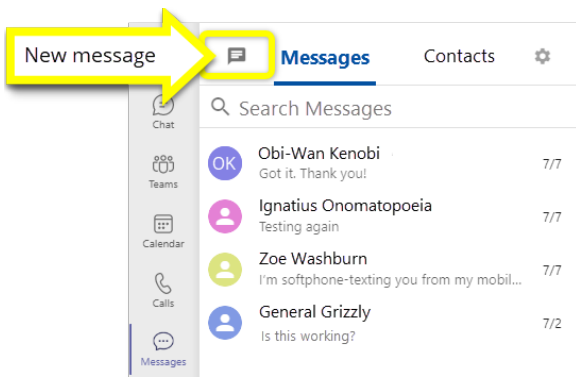 New message
Messages Contacts
Search Messages
Chat
Teams
Calendar
Calls
Messages
OK Obi-Wan Kenobi
Got it. Thank you! 7/7
Ignatius Onomatopoeia
Testing again 7/7
Zoe Washburn
I'm softphone-texting you from my mobil... 7/7
General Grizzly
Is this working? 7/2